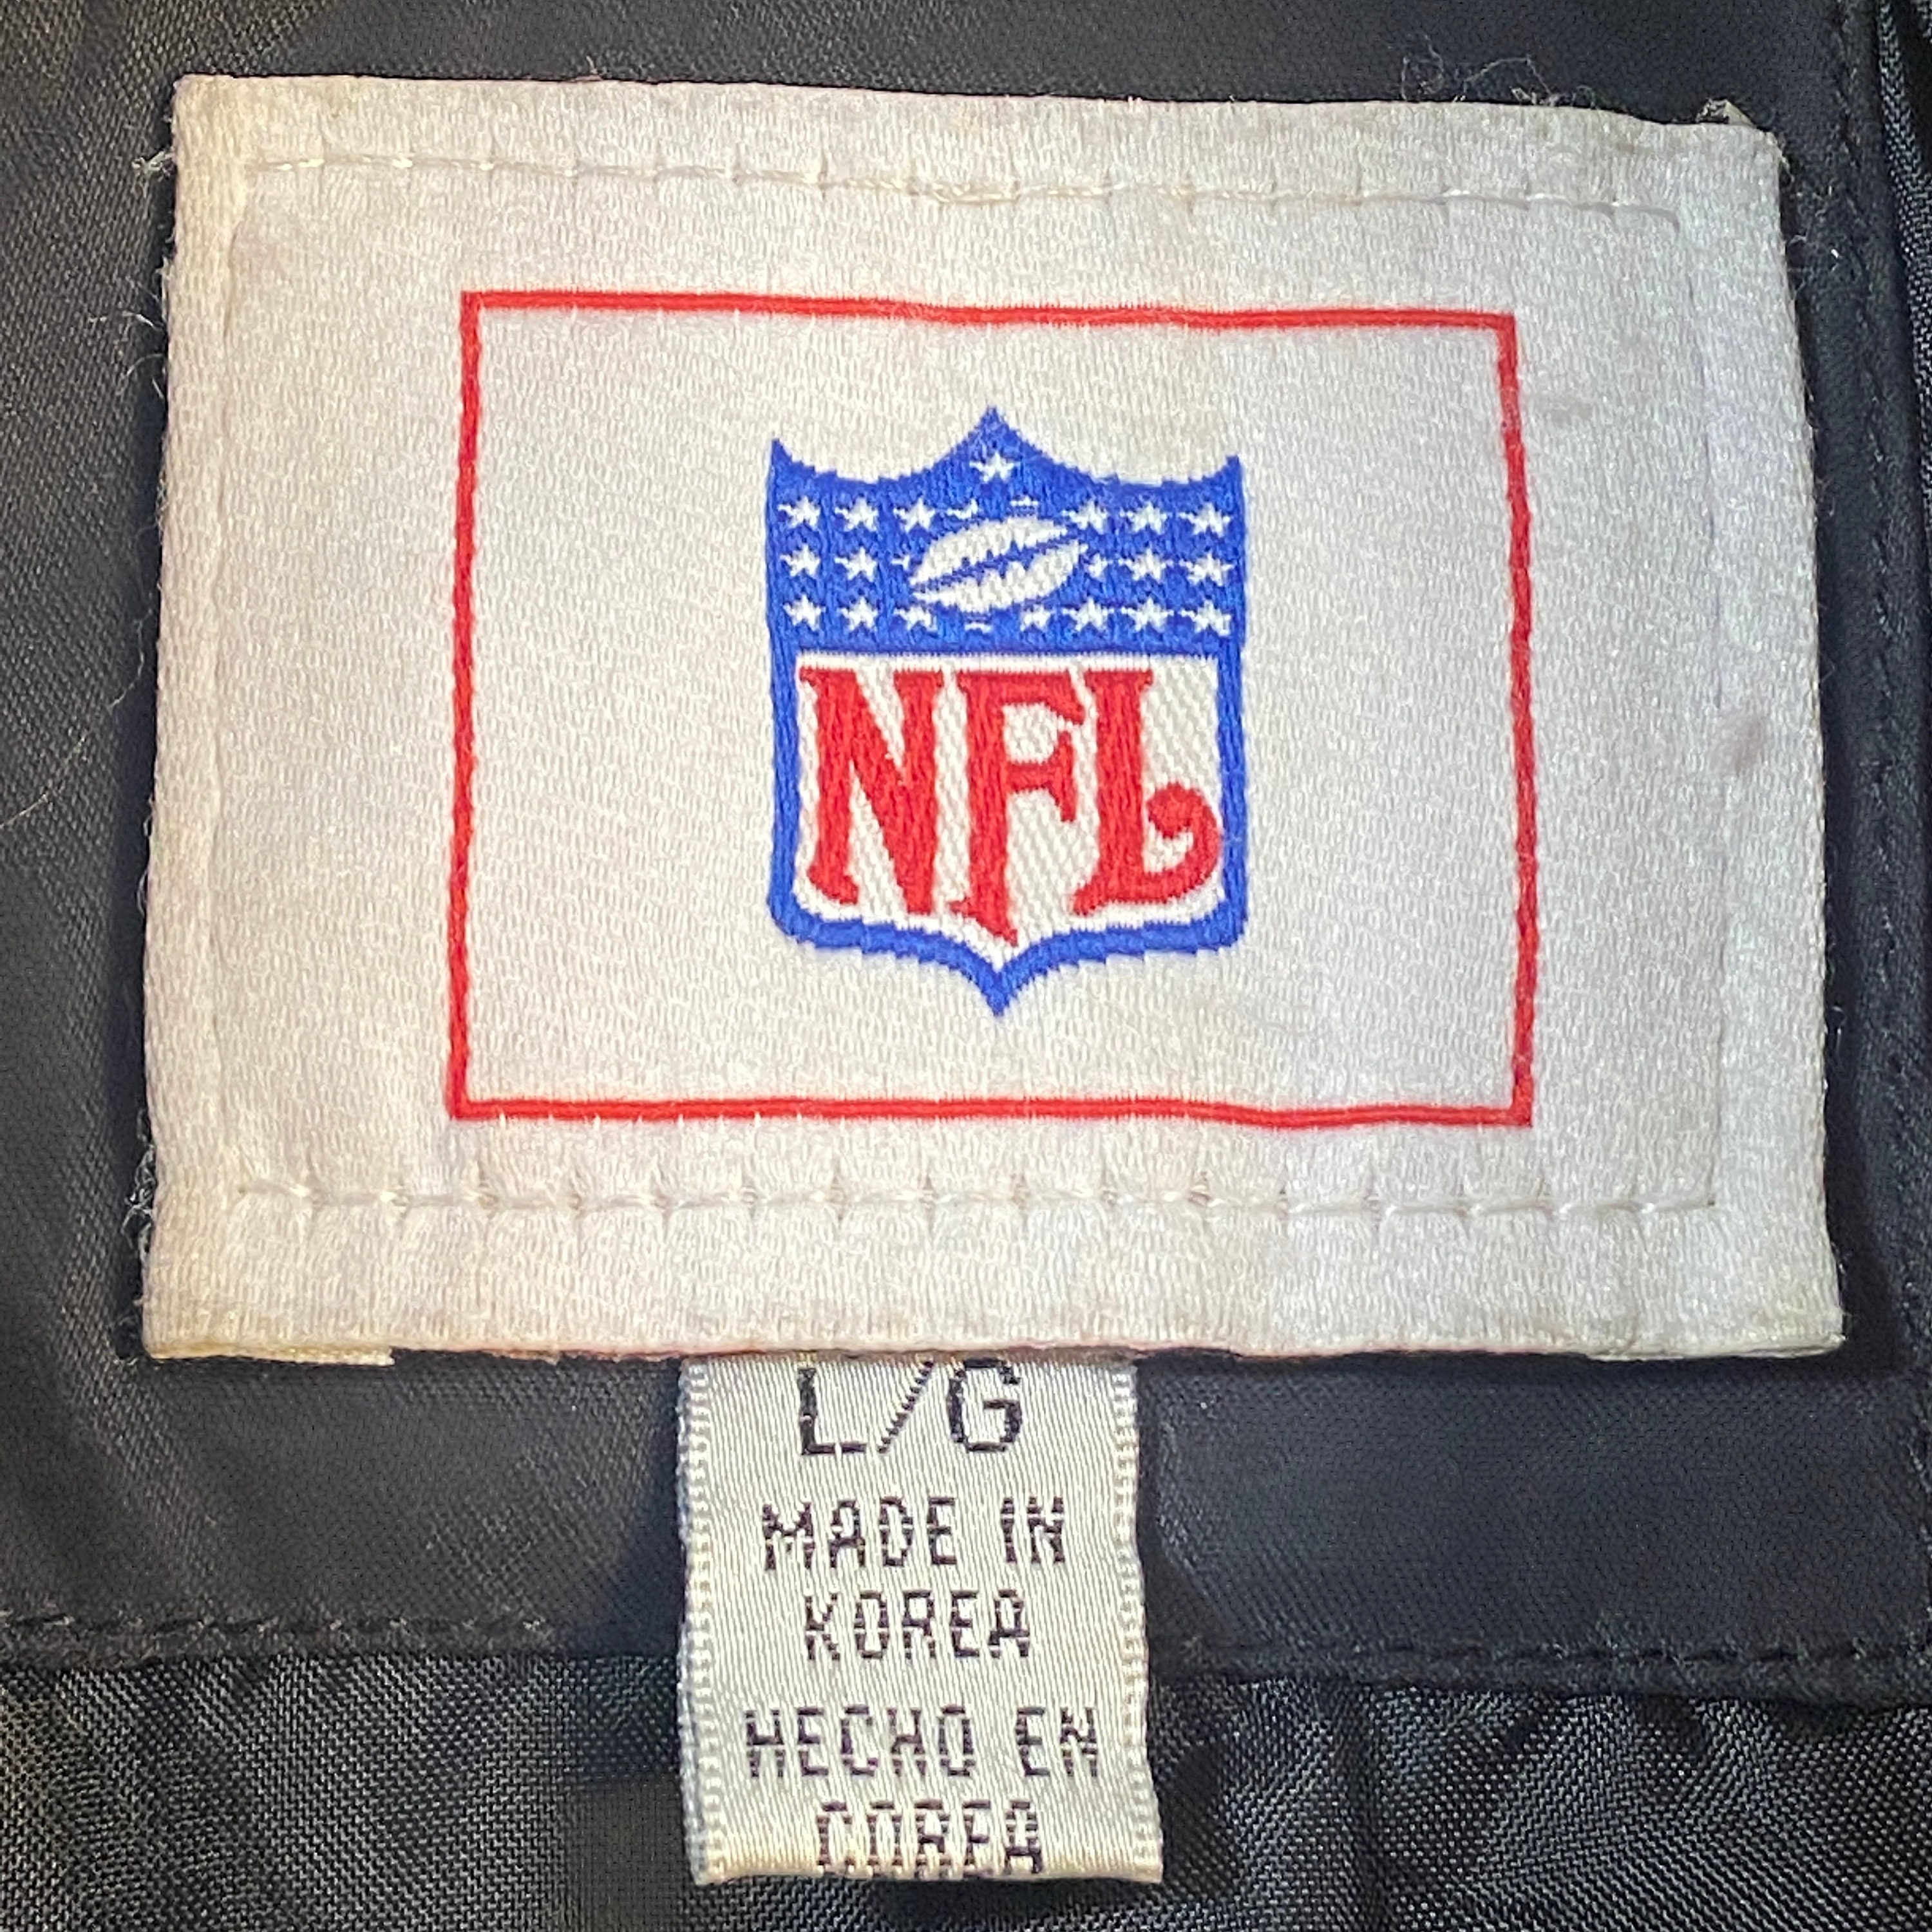 NFL
L/G
MADE IN
KOREA
HECHO EN
COREA